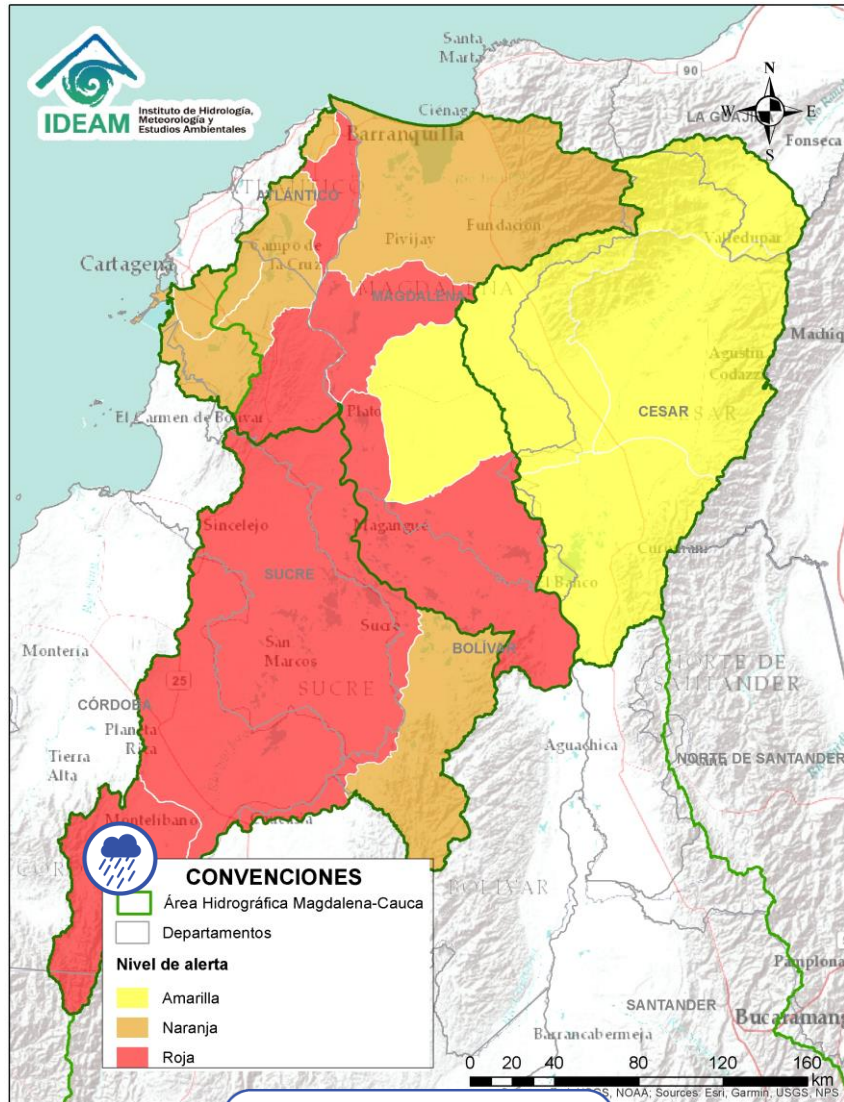 IDEAM
Instituto de Hidrología,
Meteorología y
Estudios Ambientales
Santa
Marta
90
N
W
E
S
LA GUAJIRA
Fonseca
Ciénaga
Barranquilla
ATLÁNTICO
Campo de
la Cruz
Pivijay
Fundación
Valledupar
Cartagena
MAGDALENA
Agustín
Codazzi
CESAR
El Carmen de Bolívar
Plato
Sincelejo
Magangue
SUCRE
El Banco
Montería
San
Marcos
Sucre
BOLÍVAR
SUCRE
NORTE DE
SANTANDER
25
CÓRDOBA
Planeta
Rica
Aguachica
Tierra
Alta
NORTE DE SANTANDER
Montelíbano
BOLÍVAR
CONVENCIONES
Área Hidrográfica Magdalena-Cauca
Departamentos
Nivel de alerta
Amarilla
Naranja
Roja
Pamplona
SANTANDER
Bucaramang
Barrancabermeja
0 20 40 80 120 160
km
NOAA; Sources: Esri, Garmin, USGS, NPS